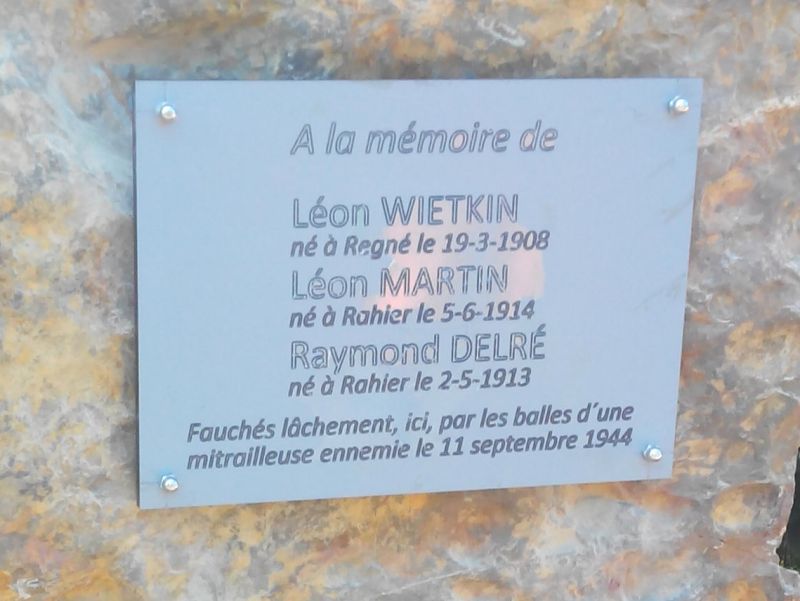 A la mémoire de
Léon WIETKIN
né à Regné le 19-3-1908
Léon MARTIN
né à Rahier le 5-6-1914
Raymond DELRÉ
né à Rahier le 2-5-1913
Fauchés lâchement, ici, par les balles d´une
mitrailleuse ennemie le 11 septembre 1944